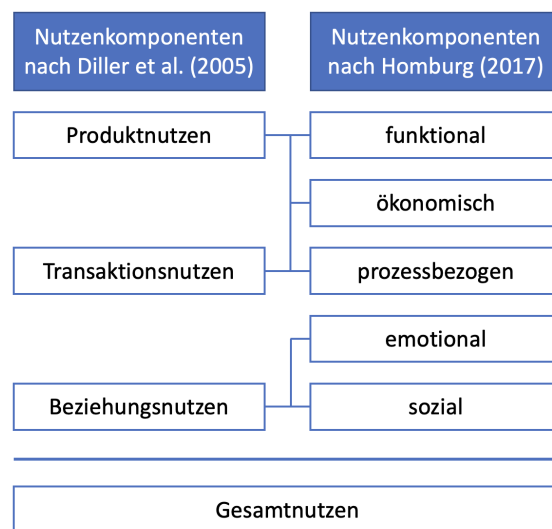 Nutzenkomponenten
nach Diller et al. (2005)
Nutzenkomponenten
nach Homburg (2017)
Produktnutzen
funktional
ökonomisch
Transaktionsnutzen
prozessbezogen
emotional
Beziehungsnutzen
sozial
Gesamtnutzen